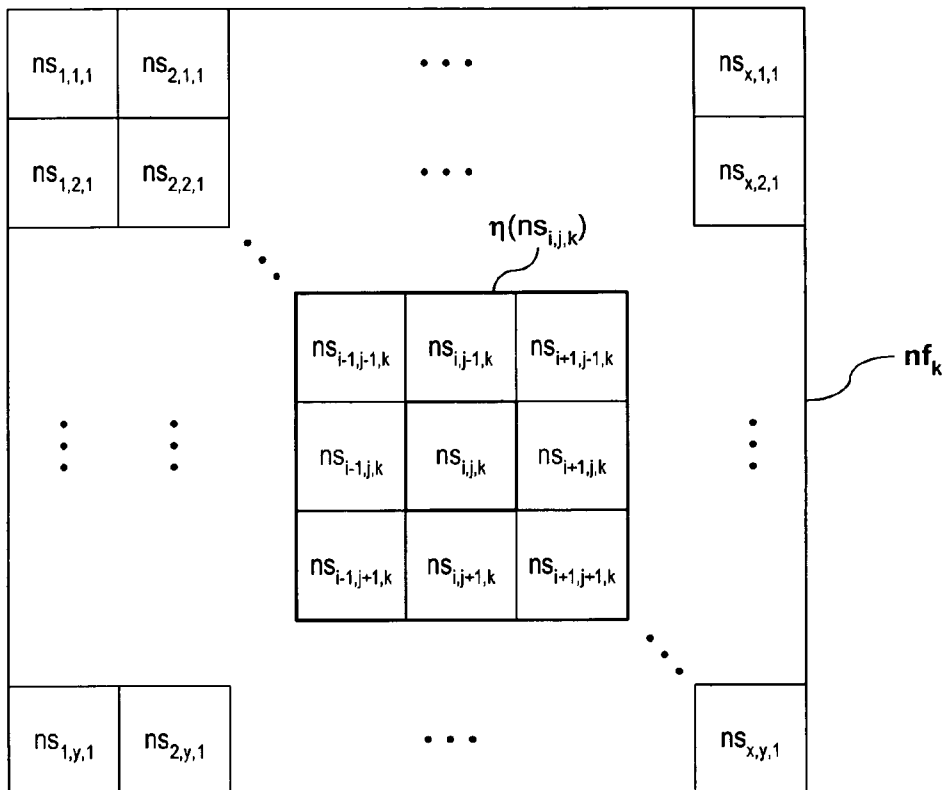 ns1,1,1 ns2,1,1 • • • nsx,1,1
ns1,2,1 ns2,2,1 • • • nsx,2,1
η(nsi,j,k)
nsi-1,j-1,k nsi,j-1,k nsi+1,j-1,k
nfk
nsi-1,j,k nsi,j,k nsi+1,j,k
nsi-1,j+1,k nsi,j+1,k nsi+1,j+1,k
ns1,y,1 ns2,y,1 • • • nsx,y,1